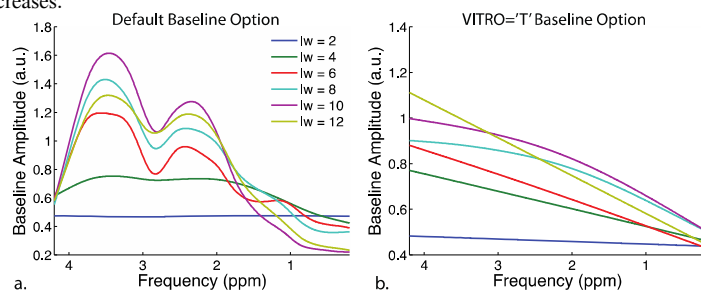 creases.
Default Baseline Option
VITRO='T' Baseline Option
Baseline Amplitude (a.u.)
1.8
1.6
1.4
1.2
1
0.8
0.6
0.4
0.2
lw = 2
lw = 4
lw = 6
lw = 8
lw = 10
lw = 12
4
3
2
1
Frequency (ppm)
a.
Baseline Amplitude (a.u.)
1.4
1.2
1
0.8
0.6
0.4
4
3
2
1
Frequency (ppm)
b.